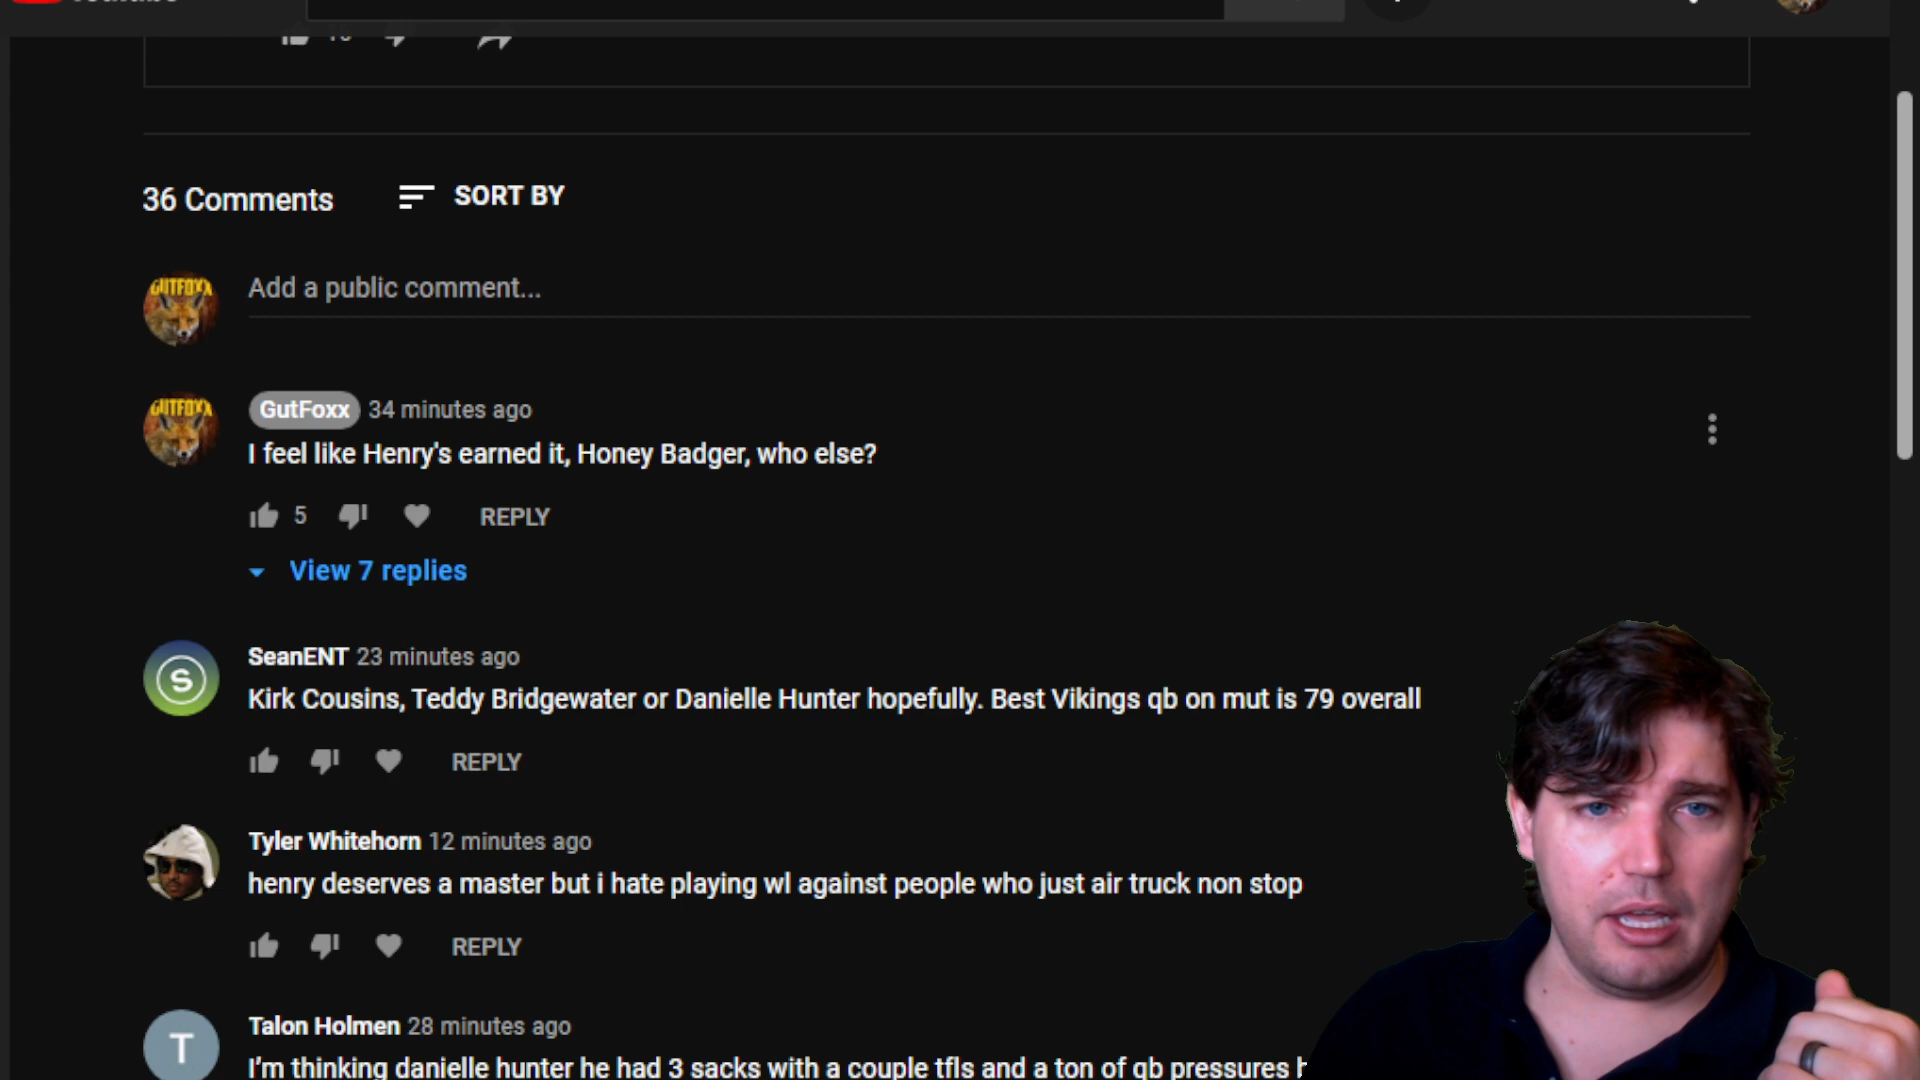 36 Comments
SORT BY
GUTFOXX
Add a public comment...
GUTFOXX
GutFoxx 34 minutes ago
I feel like Henry's earned it, Honey Badger, who else?
5
REPLY
View 7 replies
S
SeanENT 23 minutes ago
Kirk Cousins, Teddy Bridgewater or Danielle Hunter hopefully. Best Vikings qb on mut is 79 overall
REPLY
Tyler Whitehorn 12 minutes ago
henry deserves a master but i hate playing wl against people who just air truck non stop
REPLY
T
Talon Holmen 28 minutes ago
I'm thinking danielle hunter he had 3 sacks with a couple tfls and a ton of qb pressures